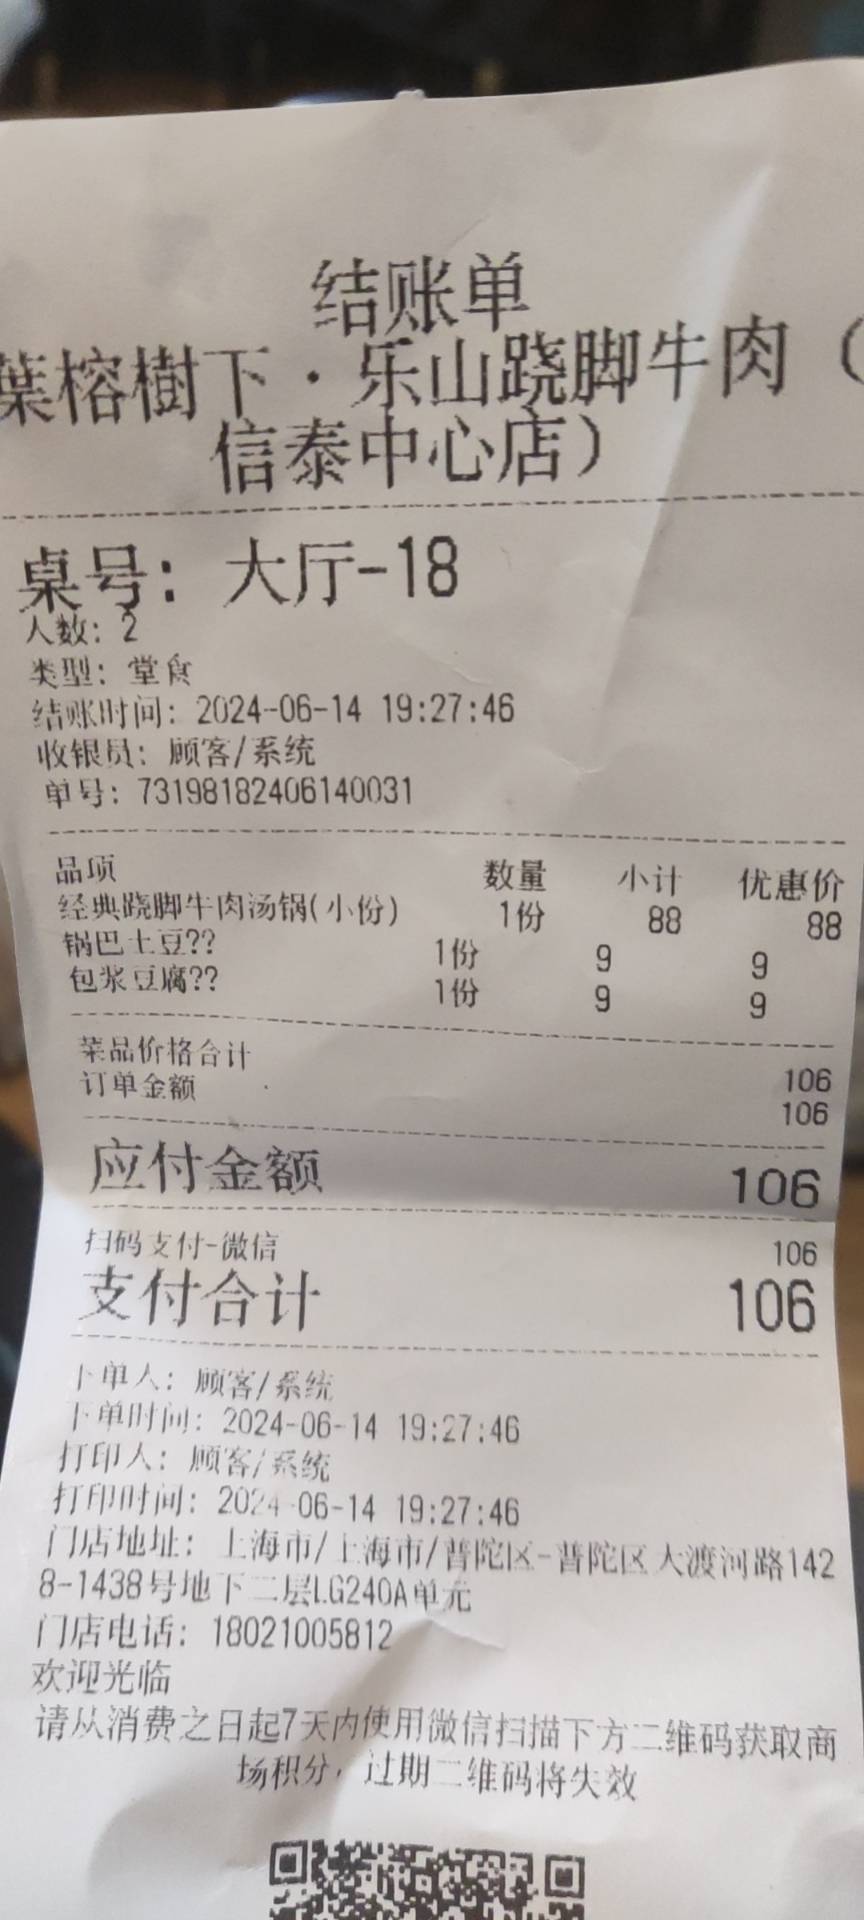 结账单
葉榕樹下·乐山跷脚牛肉（
信泰中心店）
桌号：大厅-18
人数：2
类型：堂食
结账时间：2024-06-14 19:27:46
收银员：顾客/系统
单号：73198182406140031
品项 数量 小计 优惠价
经典跷脚牛肉汤锅(小份) 1份 88 88
锅巴土豆?? 1份 9 9
包浆豆腐?? 1份 9 9
菜品价格合计 106
订单金额 106
应付金额 106
扫码支付-微信 106
支付合计 106
下单人：顾客/系统
下单时间：2024-06-14 19:27:46
打印人：顾客/系统
打印时间：2024-06-14 19:27:46
门店地址：上海市/上海市/普陀区-普陀区大渡河路142
8-1438号地下二层LG240A单元
门店电话：18021005812
欢迎光临
请从消费之日起7天内使用微信扫描下方二维码获取商
场积分，过期二维码将失效